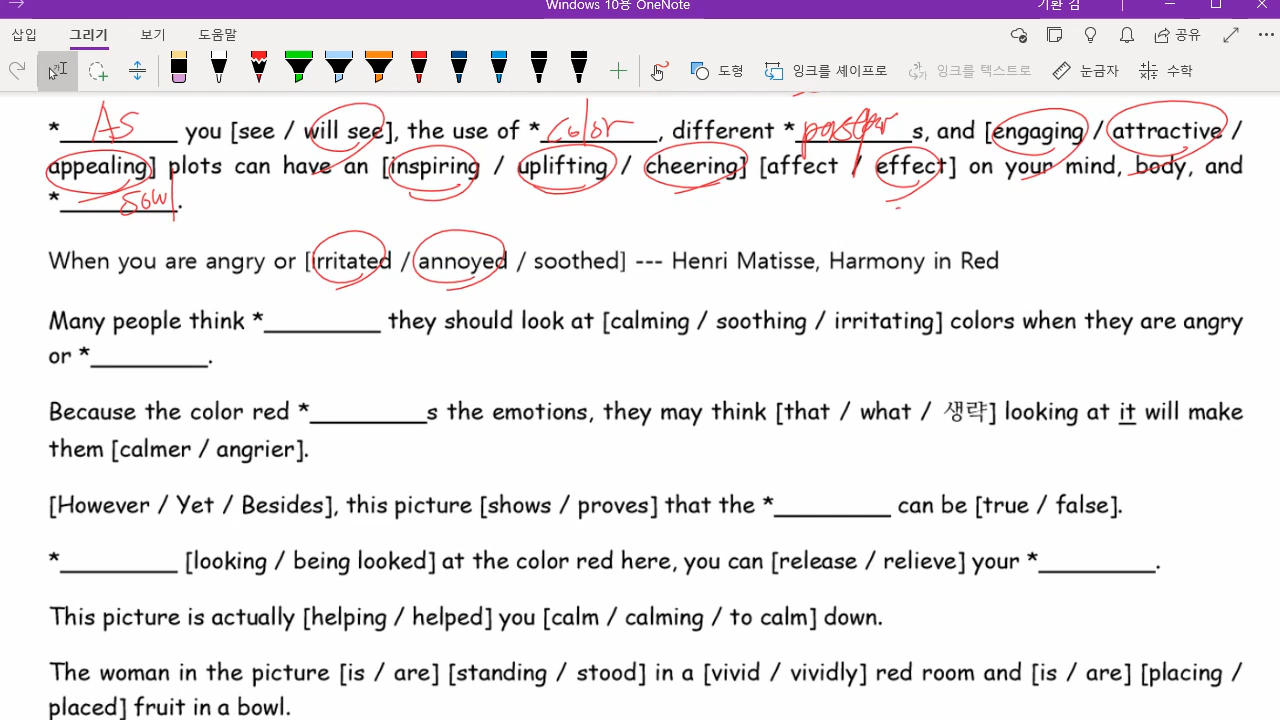 Windows 10용 OneNote
기환 김
삽입 그리기 보기 도움말
공유
도형 잉크를 셰이프로 잉크를 텍스트로 눈금자 수학
*As you [see / will see], the use of *color, different *posters, and [engaging / attractive /
appealing] plots can have an [inspiring / uplifting / cheering] [affect / effect] on your mind, body, and
*soul.
When you are angry or [irritated / annoyed / soothed] --- Henri Matisse, Harmony in Red
Many people think *__________ they should look at [calming / soothing / irritating] colors when they are angry
or *__________.
Because the color red *__________s the emotions, they may think [that / what / 생략] looking at it will make
them [calmer / angrier].
[However / Yet / Besides], this picture [shows / proves] that the *__________ can be [true / false].
*__________ [looking / being looked] at the color red here, you can [release / relieve] your *__________.
This picture is actually [helping / helped] you [calm / calming / to calm] down.
The woman in the picture [is / are] [standing / stood] in a [vivid / vividly] red room and [is / are] [placing /
placed] fruit in a bowl.